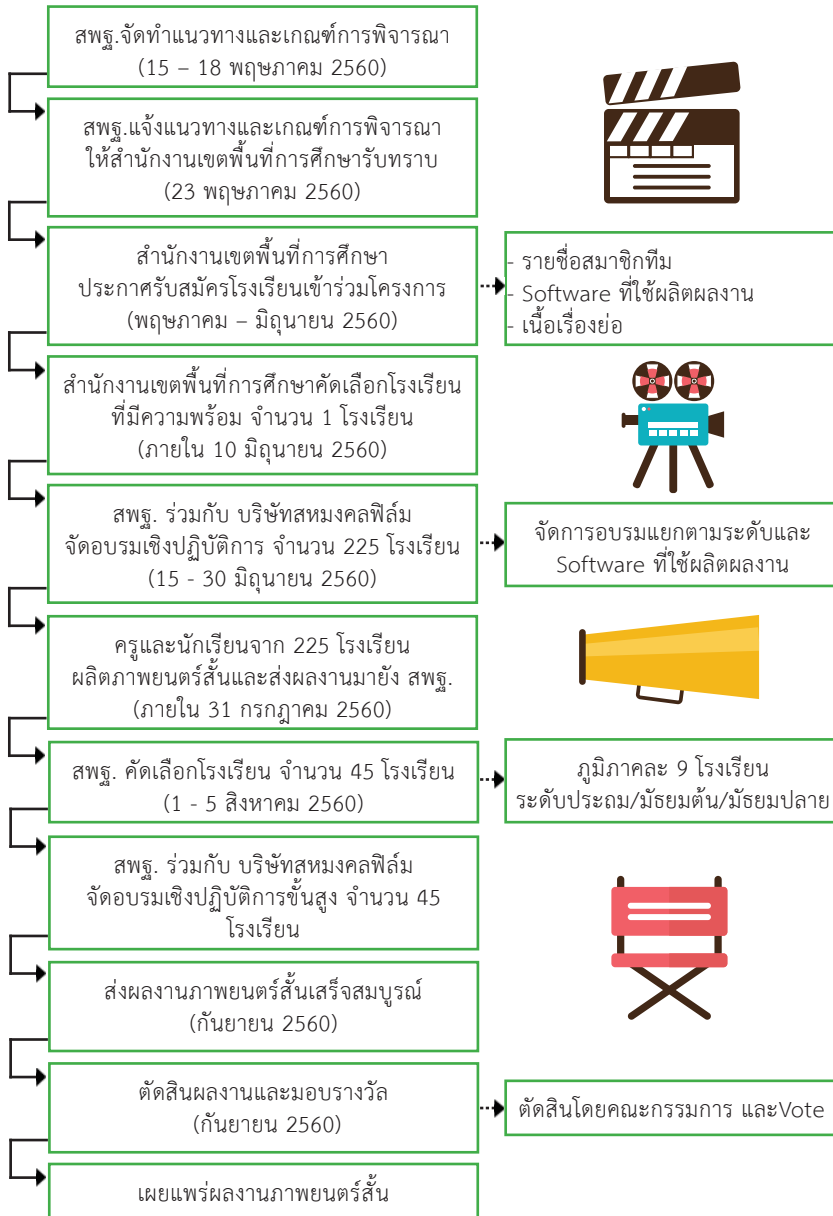 สพฐ.จัดทำแนวทางและเกณฑ์การพิจารณา
(15 – 18 พฤษภาคม 2560)
สพฐ.แจ้งแนวทางและเกณฑ์การพิจารณา
ให้สำนักงานเขตพื้นที่การศึกษารับทราบ
(23 พฤษภาคม 2560)
สำนักงานเขตพื้นที่การศึกษา
ประกาศรับสมัครโรงเรียนเข้าร่วมโครงการ
(พฤษภาคม – มิถุนายน 2560)
- รายชื่อสมาชิกทีม
- Software ที่ใช้ผลิตผลงาน
- เนื้อเรื่องย่อ
สำนักงานเขตพื้นที่การศึกษาคัดเลือกโรงเรียน
ที่มีความพร้อม จำนวน 1 โรงเรียน
(ภายใน 10 มิถุนายน 2560)
สพฐ. ร่วมกับ บริษัทสหมงคลฟิล์ม
จัดอบรมเชิงปฏิบัติการ จำนวน 225 โรงเรียน
(15 - 30 มิถุนายน 2560)
จัดการอบรมแยกตามระดับและ
Software ที่ใช้ผลิตผลงาน
ครูและนักเรียนจาก 225 โรงเรียน
ผลิตภาพยนตร์สั้นและส่งผลงานมายัง สพฐ.
(ภายใน 31 กรกฎาคม 2560)
สพฐ. คัดเลือกโรงเรียน จำนวน 45 โรงเรียน
(1 - 5 สิงหาคม 2560)
ภูมิภาคละ 9 โรงเรียน
ระดับประถม/มัธยมต้น/มัธยมปลาย
สพฐ. ร่วมกับ บริษัทสหมงคลฟิล์ม
จัดอบรมเชิงปฏิบัติการขั้นสูง จำนวน 45
โรงเรียน
ส่งผลงานภาพยนตร์สั้นเสร็จสมบูรณ์
(กันยายน 2560)
ตัดสินผลงานและมอบรางวัล
(กันยายน 2560)
ตัดสินโดยคณะกรรมการ และVote
เผยแพร่ผลงานภาพยนตร์สั้น